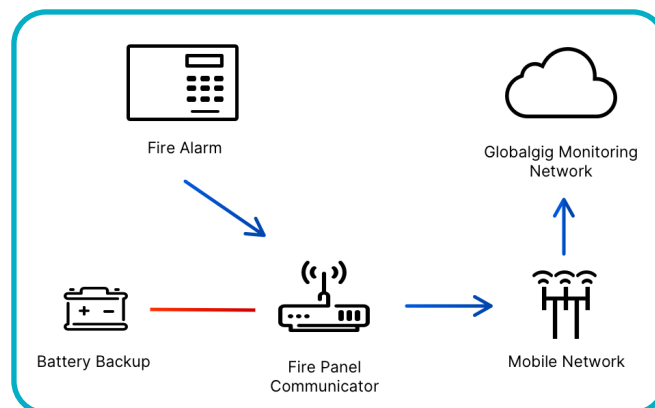 Fire Alarm
Globalgig Monitoring
Network
Battery Backup
Fire Panel
Communicator
Mobile Network